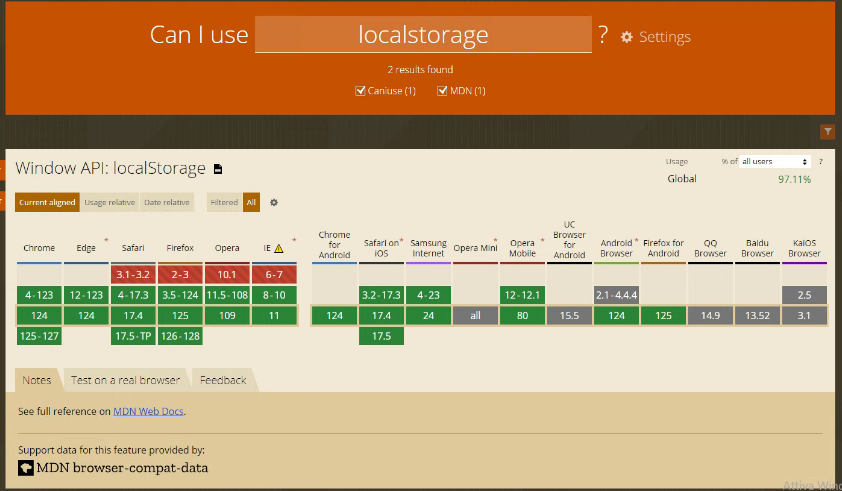 Can I use localstorage ? Settings
2 results found
Caniuse (1) MDN (1)
Window API: localStorage
Usage % of all users ?
Global 97.11%
Current aligned Usage relative Date relative Filtered All
Chrome Edge * Safari Firefox Opera IE * Chrome for Android Safari on iOS * Samsung Internet Opera Mini * Opera Mobile * UC Browser for Android Android Browser * Firefox for Android QQ Browser Baidu Browser KaiOS Browser
3.1-3.2 2-3 10.1 6-7
4-123 12-123 4-17.3 3.5-124 11.5-108 8-10 3.2-17.3 4-23 12-12.1 2.1-4.4.4 2.5
124 124 17.4 125 109 11 124 17.4 24 all 80 15.5 124 125 14.9 13.52 3.1
125-127 17.5-TP 126-128 17.5
Notes Test on a real browser Feedback
See full reference on MDN Web Docs.
Support data for this feature provided by:
MDN browser-compat-data
Attiva Wind